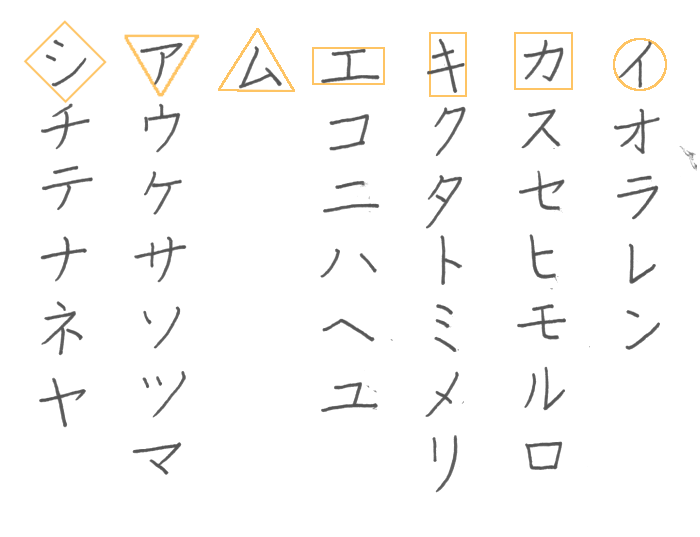 イオラレン
カスセヒモルロ
キクタトミメリ
エコニハヘユ
ム
アウケサソツマ
シチテナネヤ